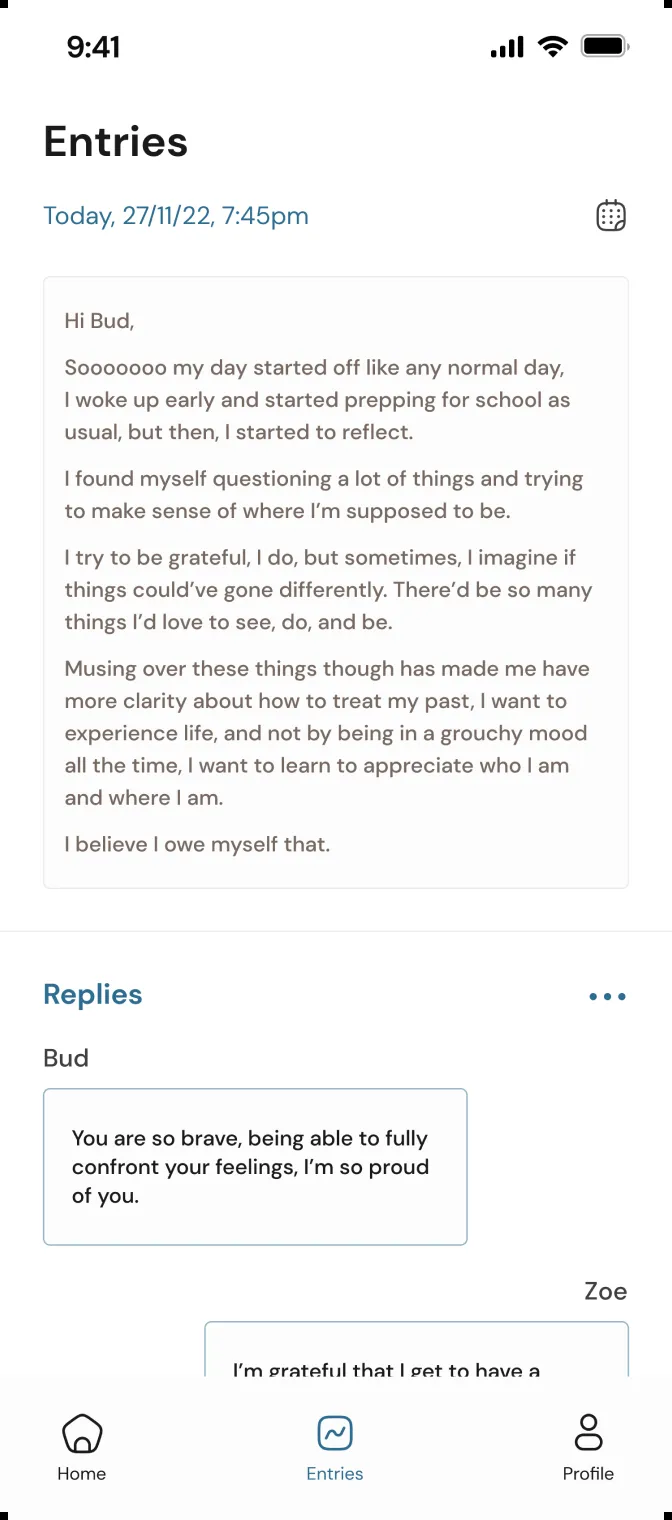 9:41
Entries
Today, 27/11/22, 7:45pm
Hi Bud,
Sooooooo my day started off like any normal day,
I woke up early and started prepping for school as
usual, but then, I started to reflect.
I found myself questioning a lot of things and trying
to make sense of where I’m supposed to be.
I try to be grateful, I do, but sometimes, I imagine if
things could’ve gone differently. There’d be so many
things I’d love to see, do, and be.
Musing over these things though has made me have
more clarity about how to treat my past, I want to
experience life, and not by being in a grouchy mood
all the time, I want to learn to appreciate who I am
and where I am.
I believe I owe myself that.
Replies
Bud
You are so brave, being able to fully
confront your feelings, I’m so proud
of you.
Zoe
I’m grateful that I get to have a
Home
Entries
Profile